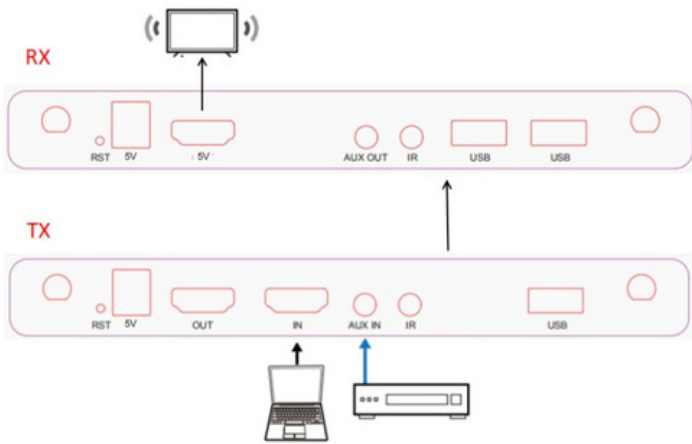 RX
RST 5V 5V AUX OUT IR USB USB
TX
RST 5V OUT IN AUX IN IR USB